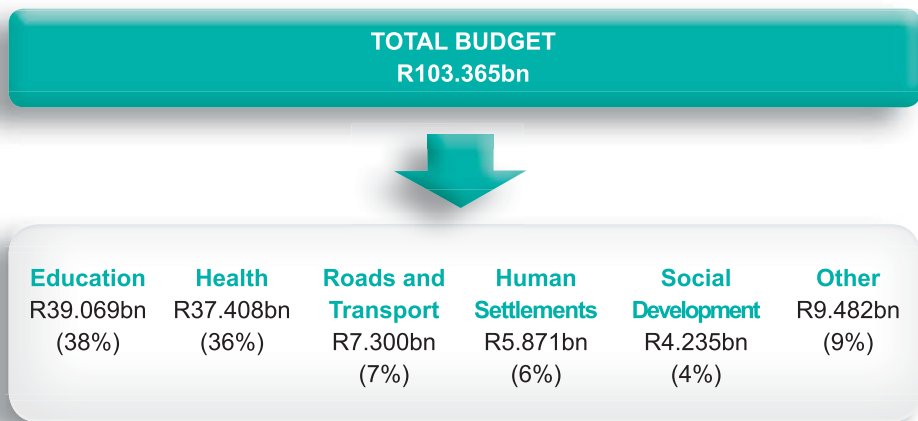 TOTAL BUDGET
R103.365bn
Education
R39.069bn
(38%)
Health
R37.408bn
(36%)
Roads and
Transport
R7.300bn
(7%)
Human
Settlements
R5.871bn
(6%)
Social
Development
R4.235bn
(4%)
Other
R9.482bn
(9%)